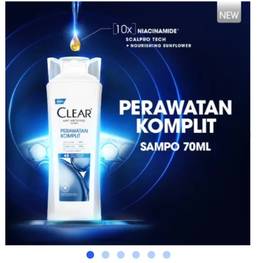 NEW
[10x] NIACINAMIDE*
SCALPRO TECH
+ NOURISHING SUNFLOWER
PERAWATAN
KOMPLIT
SAMPO 70ML
CLEAR
PERAWATAN
KOMPLIT